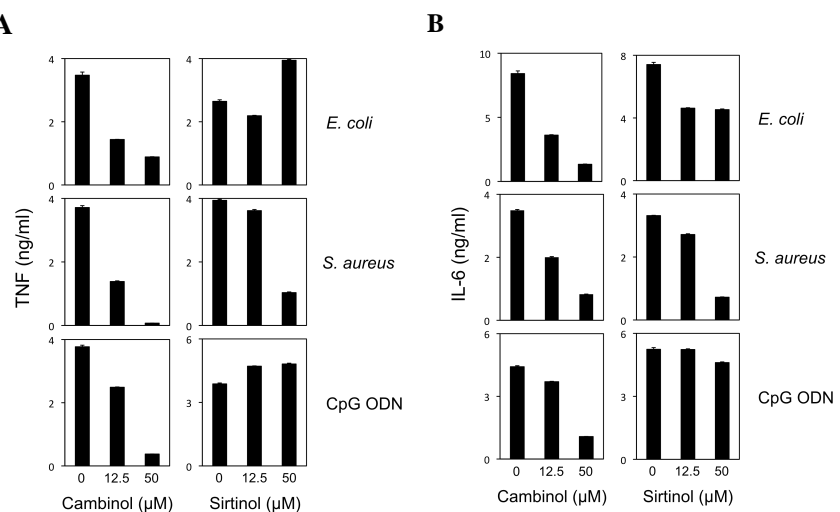 A
B
4
2
0
4
2
0
E. coli
10
5
0
8
4
0
E. coli
TNF (ng/ml)
4
2
0
4
2
0
S. aureus
IL-6 (ng/ml)
4
2
0
4
2
0
S. aureus
4
2
0
6
3
0
CpG ODN
6
3
0
6
3
0
CpG ODN
0 12.5 50
0 12.5 50
0 12.5 50
0 12.5 50
Cambinol (µM)
Sirtinol (µM)
Cambinol (µM)
Sirtinol (µM)